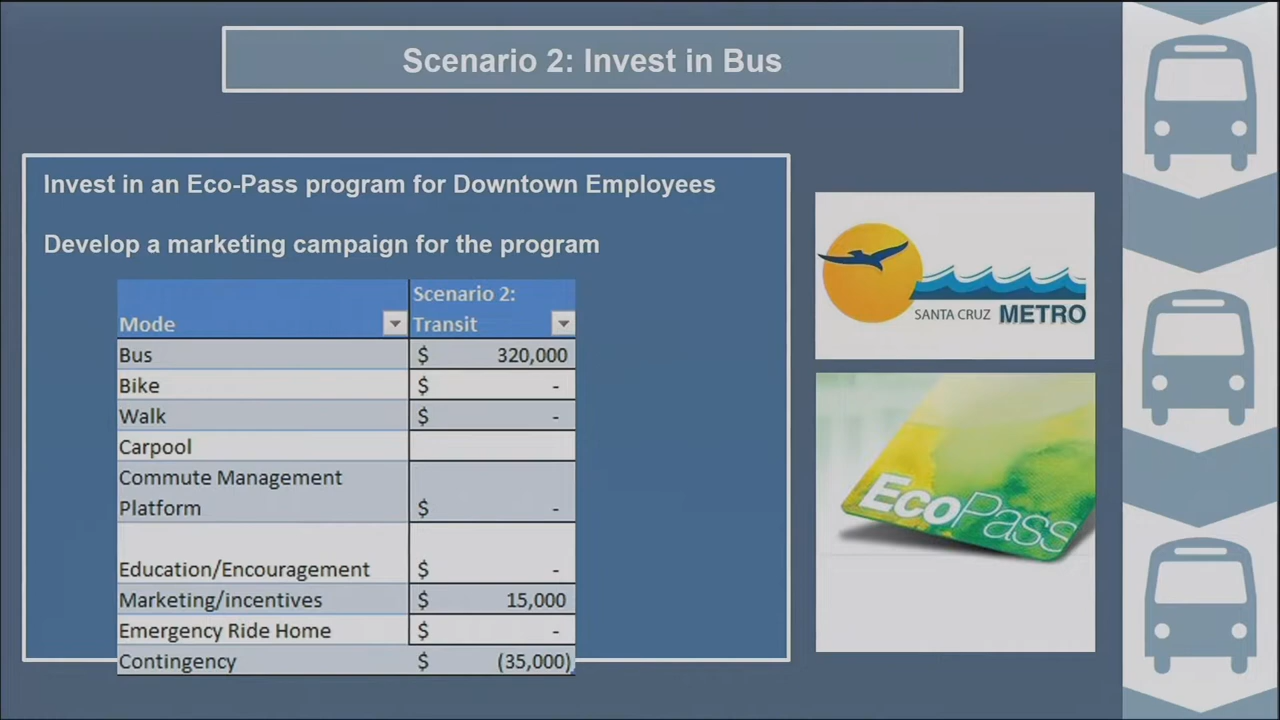 Scenario 2: Invest in Bus
Invest in an Eco-Pass program for Downtown Employees
Develop a marketing campaign for the program
Mode
Scenario 2:
Transit
Bus $ 320,000
Bike $ -
Walk $ -
Carpool
Commute Management
Platform $ -
Education/Encouragement $ -
Marketing/incentives $ 15,000
Emergency Ride Home $ -
Contingency $ (35,000)
SANTA CRUZ METRO
EcoPass